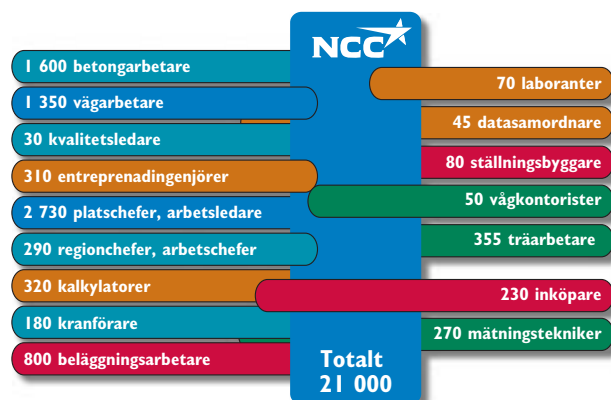 NCC
1 600 betongarbetare
1 350 vägarbetare
30 kvalitetsledare
310 entreprenadingenjörer
2 730 platschefer, arbetsledare
290 regionchefer, arbetschefer
320 kalkylatorer
180 kranförare
800 beläggningsarbetare
70 laboranter
45 datasamordnare
80 ställningsbyggare
50 vågkontorister
355 träarbetare
230 inköpare
270 mätningstekniker
Totalt
21 000